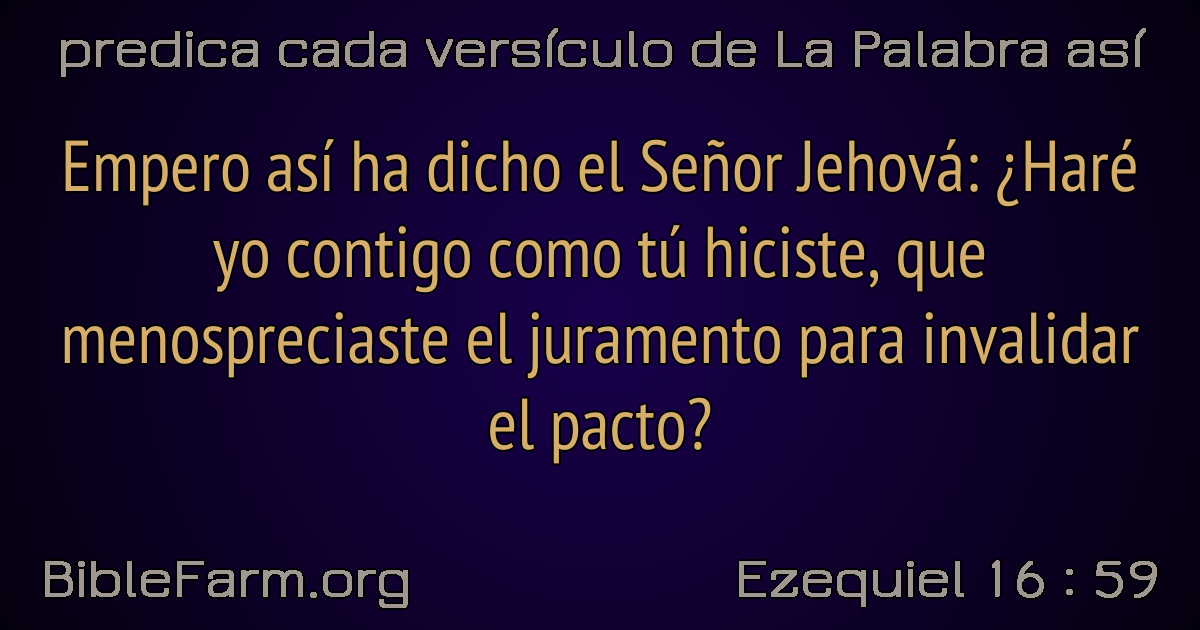 predica cada versículo de La Palabra así
Empero así ha dicho el Señor Jehová: ¿Haré
yo contigo como tú hiciste, que
menospreciaste el juramento para invalidar
el pacto?
BibleFarm.org
Ezequiel 16 : 59